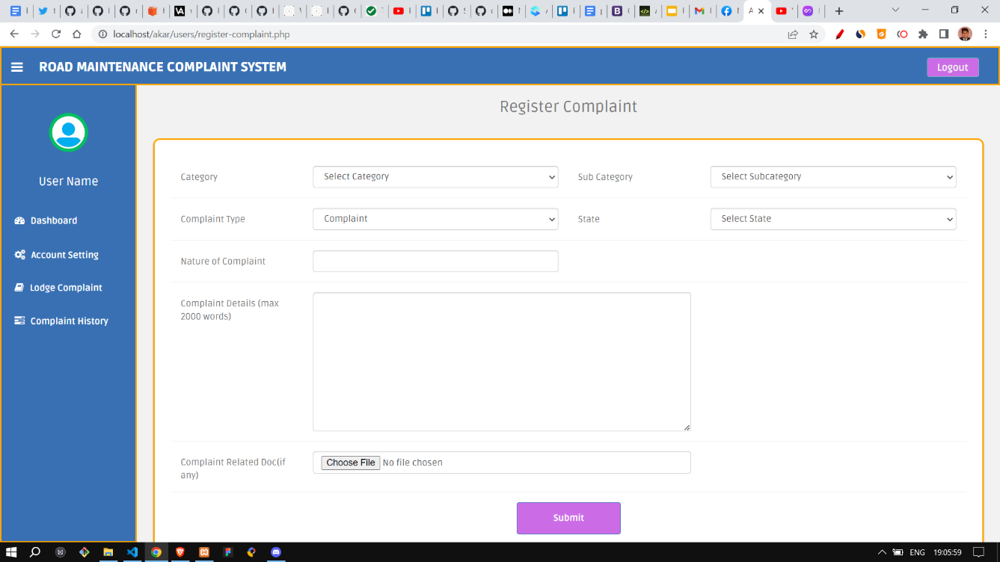 localhost/akar/users/register-complaint.php
ROAD MAINTENANCE COMPLAINT SYSTEM
Logout
Register Complaint
User Name
Dashboard
Account Setting
Lodge Complaint
Complaint History
Category
Select Category
Sub Category
Select Subcategory
Complaint Type
Complaint
State
Select State
Nature of Complaint
Complaint Details (max
2000 words)
Complaint Related Doc(if
any)
Choose File No file chosen
Submit
ENG 19:05:59